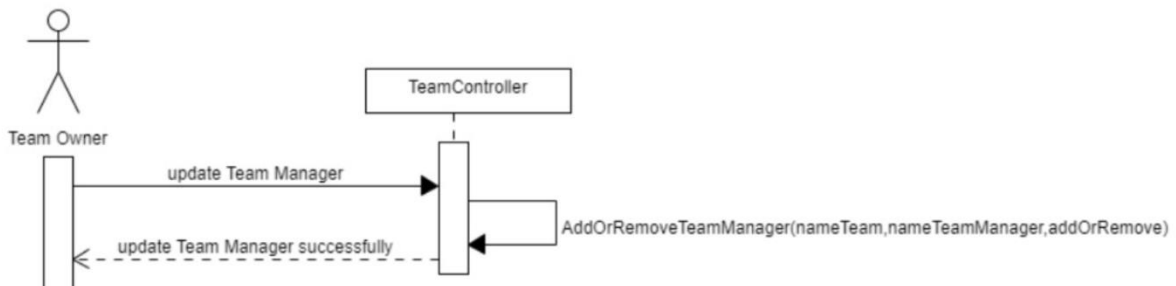 TeamController
Team Owner
update Team Manager
AddOrRemoveTeamManager(nameTeam,nameTeamManager,addOrRemove)
update Team Manager successfully